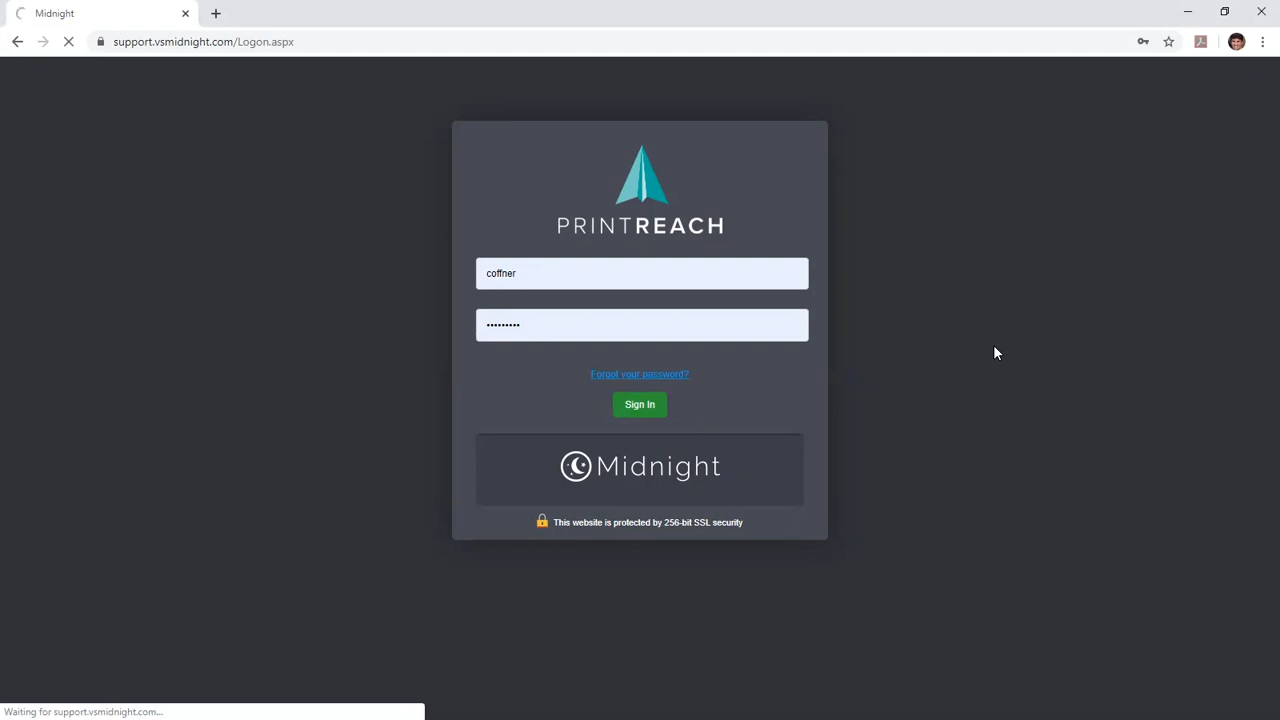 Midnight
support.vsmidnight.com/Logon.aspx
PRINTREACH
coffner
•••••••••
Forgot your password?
Sign In
Midnight
This website is protected by 256-bit SSL security
Waiting for support.vsmidnight.com...